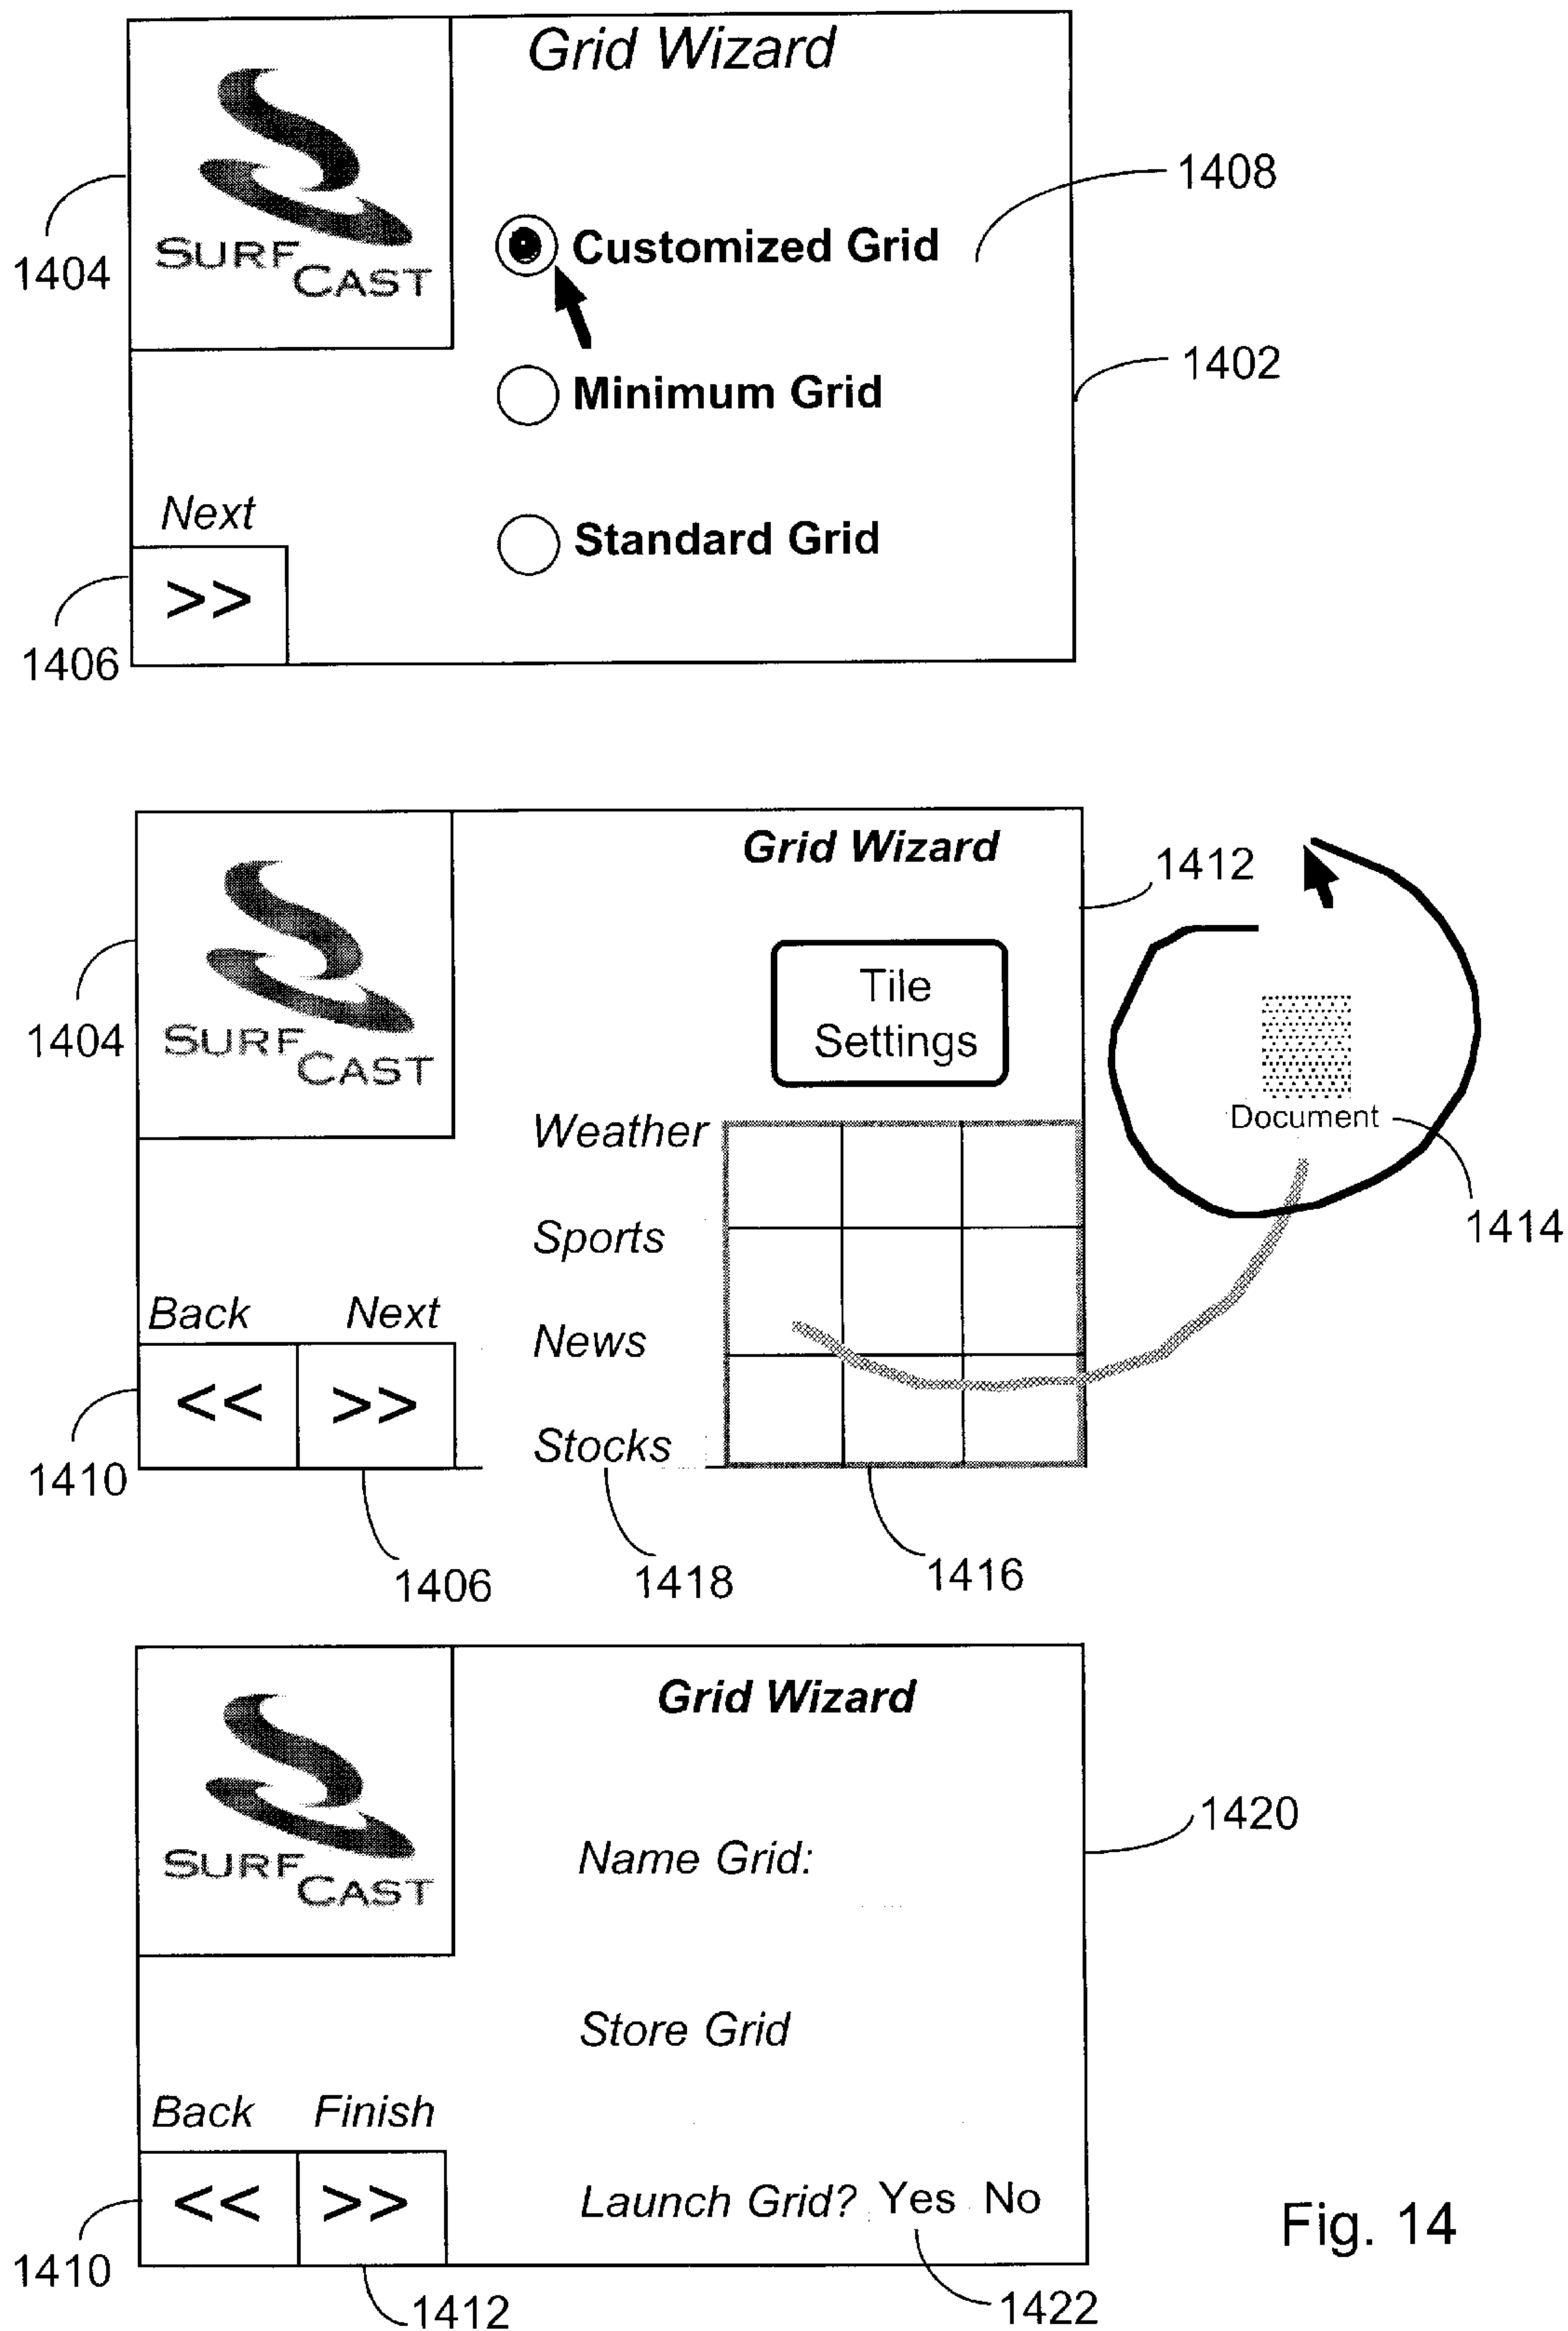 Grid Wizard
1408
Customized Grid
1404
SURF
CAST
1402
Minimum Grid
Next
Standard Grid
>>
1406
Grid Wizard
1412
Tile
Settings
1404
SURF
CAST
Document
Weather
1414
Sports
Back Next
News
<< >>
Stocks
1410
1406
1418
1416
Grid Wizard
1420
Name Grid:
SURF
CAST
Store Grid
Back Finish
<< >>
Launch Grid? Yes No
Fig. 14
1410
1412
1422